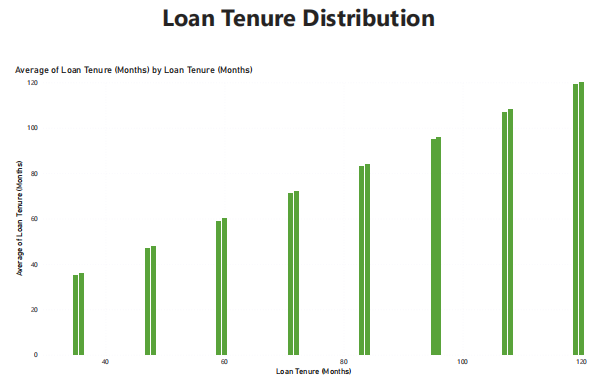 Loan Tenure Distribution
Average of Loan Tenure (Months) by Loan Tenure (Months)
120
100
80
60
40
20
0
Average of Loan Tenure (Months)
40 60 80 100 120
Loan Tenure (Months)